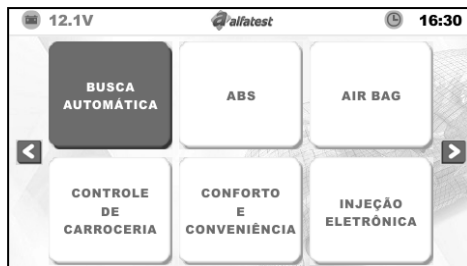 12.1V
alfatest
16:30
BUSCA
AUTOMÁTICA
ABS
AIR BAG
CONTROLE
DE
CARROCERIA
CONFORTO
E
CONVENIÊNCIA
INJEÇÃO
ELETRÔNICA